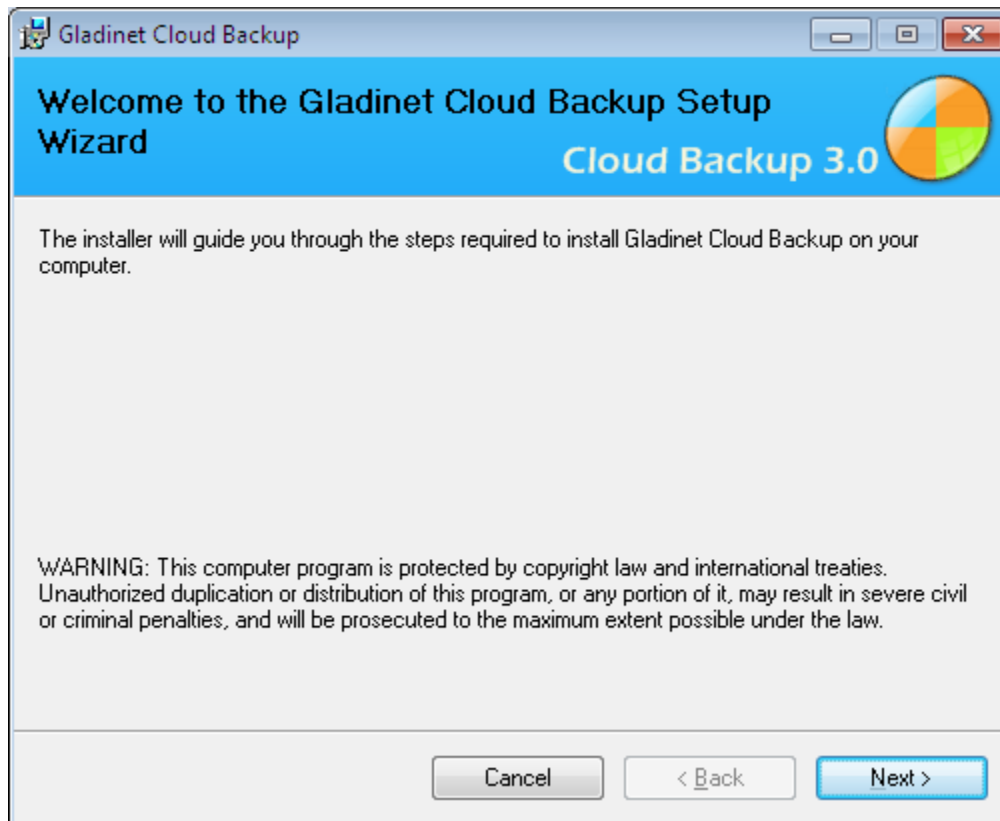 Gladinet Cloud Backup
Welcome to the Gladinet Cloud Backup Setup
Wizard
Cloud Backup 3.0
The installer will guide you through the steps required to install Gladinet Cloud Backup on your
computer.
WARNING: This computer program is protected by copyright law and international treaties.
Unauthorized duplication or distribution of this program, or any portion of it, may result in severe civil
or criminal penalties, and will be prosecuted to the maximum extent possible under the law.
Cancel
< Back
Next >